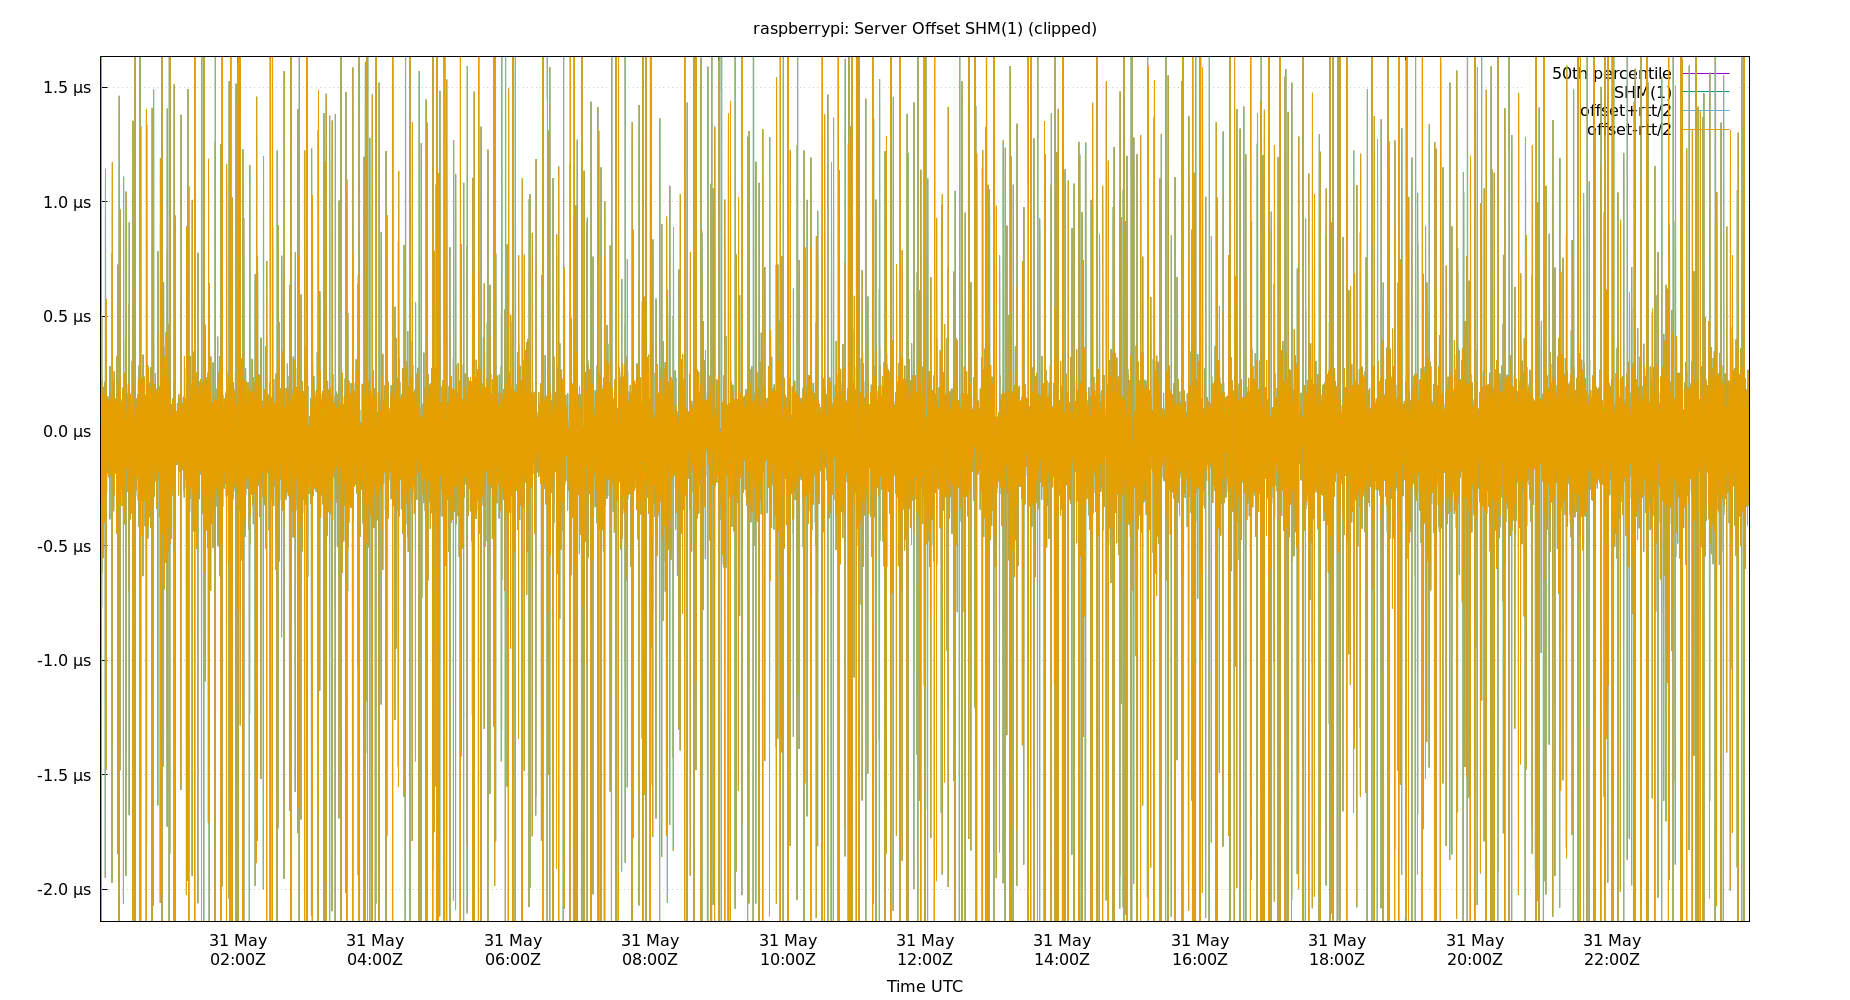 raspberrypi: Server Offset SHM(1) (clipped)
50th percentile
SHM(1)
offset+rtt/2
offset-rtt/2
1.5 µs
1.0 µs
0.5 µs
0.0 µs
-0.5 µs
-1.0 µs
-1.5 µs
-2.0 µs
31 May 31 May 31 May 31 May 31 May 31 May 31 May 31 May 31 May 31 May 31 May
02:00Z 04:00Z 06:00Z 08:00Z 10:00Z 12:00Z 14:00Z 16:00Z 18:00Z 20:00Z 22:00Z
Time UTC